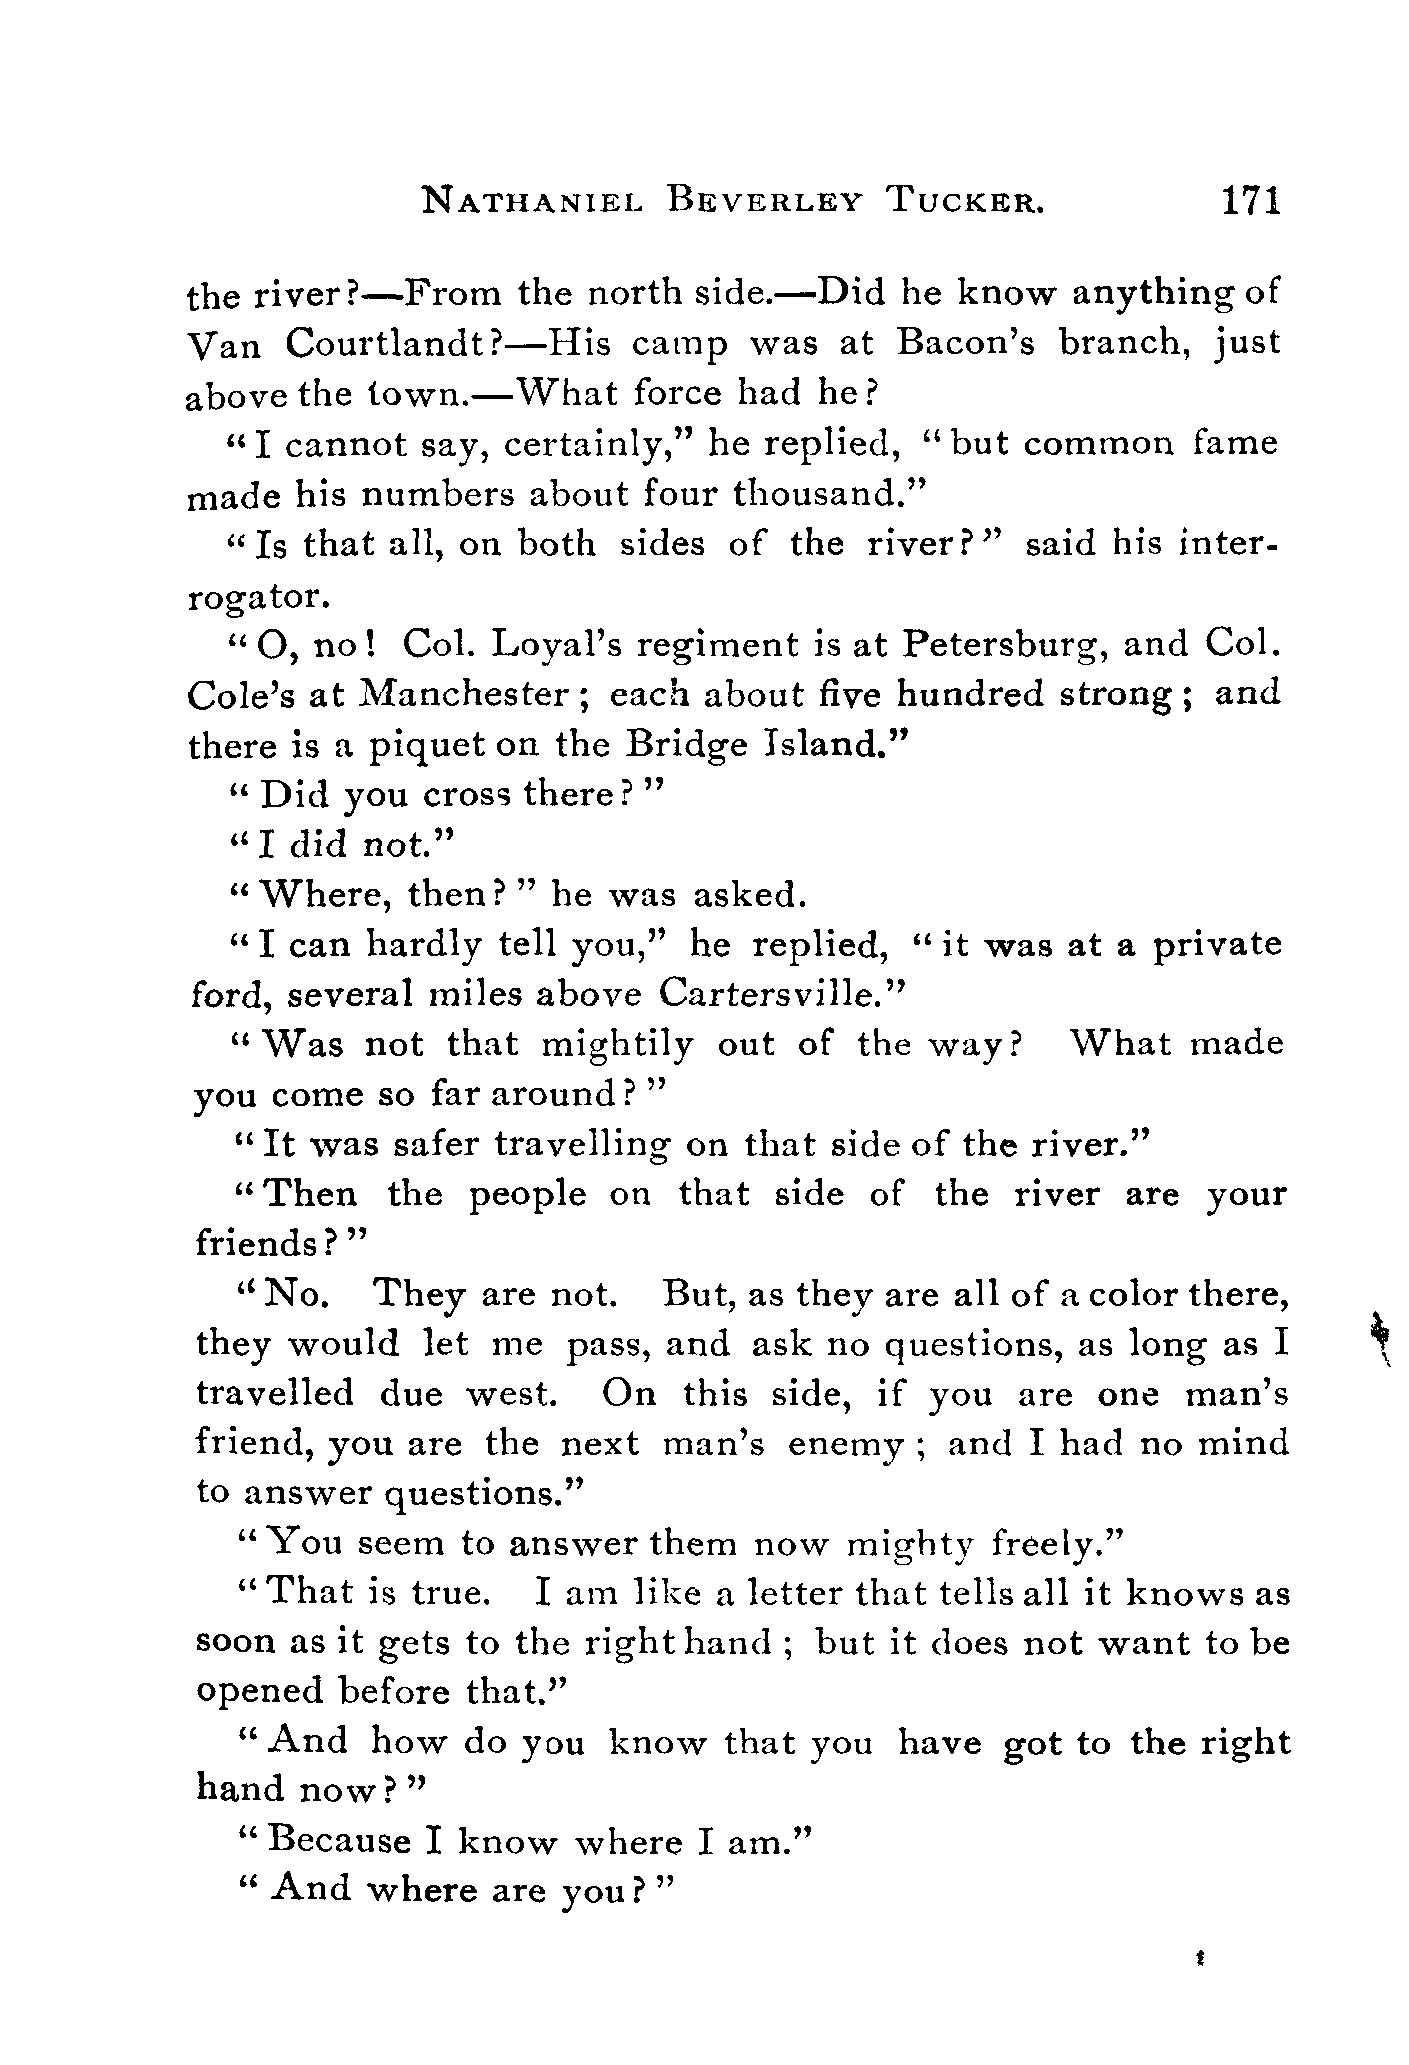 NATHANIEL BEVERLEY TUCKER. 171
the river?—From the north side.—Did he know anything of
Van Courtlandt?—His camp was at Bacon's branch, just
above the town.—What force had he?
"I cannot say, certainly," he replied, "but common fame
made his numbers about four thousand."
"Is that all, on both sides of the river?" said his inter-
rogator.
"O, no! Col. Loyal's regiment is at Petersburg, and Col.
Cole's at Manchester; each about five hundred strong; and
there is a piquet on the Bridge Island."
"Did you cross there?"
"I did not."
"Where, then?" he was asked.
"I can hardly tell you," he replied, "it was at a private
ford, several miles above Cartersville."
"Was not that mightily out of the way? What made
you come so far around?"
"It was safer travelling on that side of the river."
"Then the people on that side of the river are your
friends?"
"No. They are not. But, as they are all of a color there,
they would let me pass, and ask no questions, as long as I
travelled due west. On this side, if you are one man's
friend, you are the next man's enemy; and I had no mind
to answer questions."
"You seem to answer them now mighty freely."
"That is true. I am like a letter that tells all it knows as
soon as it gets to the right hand; but it does not want to be
opened before that."
"And how do you know that you have got to the right
hand now?"
"Because I know where I am."
"And where are you?"